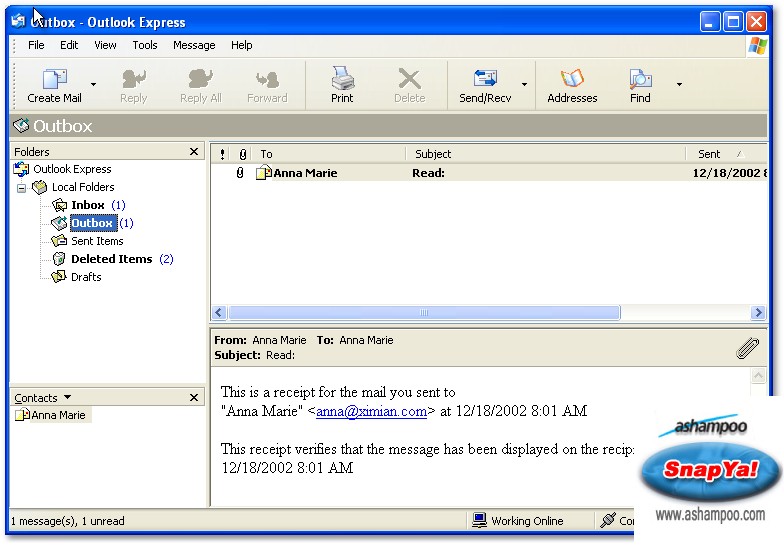 Outbox - Outlook Express
File Edit View Tools Message Help
Create Mail Reply Reply All Forward Print Delete Send/Recv Addresses Find
Outbox
Folders
Outlook Express
Local Folders
Inbox (1)
Outbox (1)
Sent Items
Deleted Items (2)
Drafts
Contacts
Anna Marie
! To Subject Sent
Anna Marie Read: 12/18/2002 8
From: Anna Marie To: Anna Marie
Subject: Read:
This is a receipt for the mail you sent to
"Anna Marie" <anna@ximian.com> at 12/18/2002 8:01 AM
This receipt verifies that the message has been displayed on the recip
12/18/2002 8:01 AM
1 message(s), 1 unread Working Online Co
ashampoo
SnapYa!
www.ashampoo.com